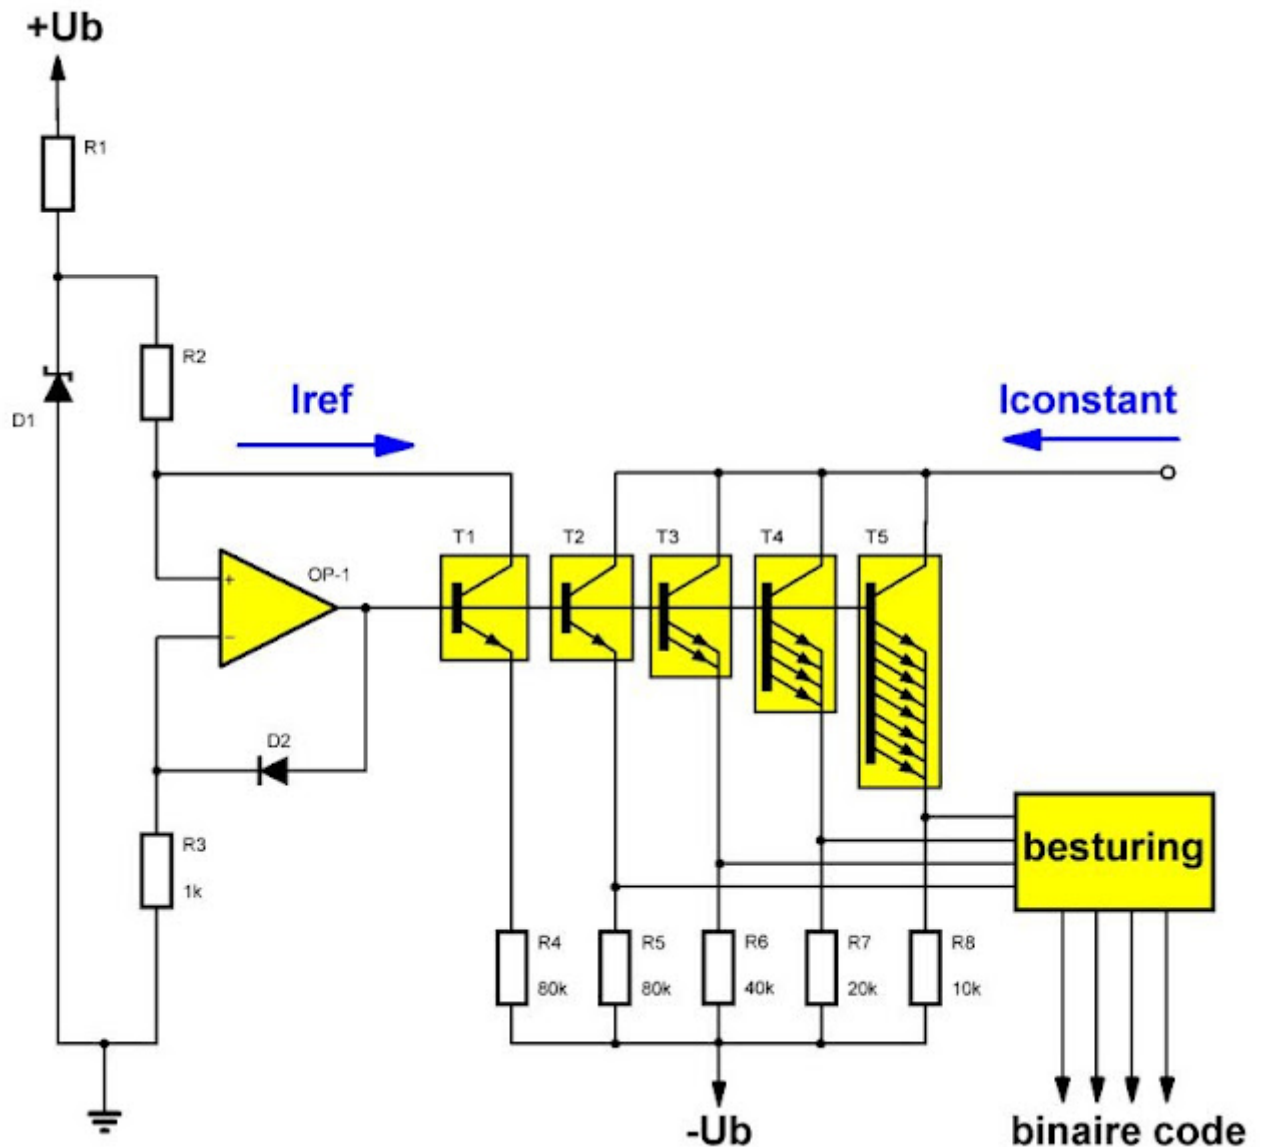 +Ub
R1
R2
D1
Iref
Iconstant
T1
T2
T3
T4
T5
OP-1
+
−
D2
R3
1k
besturing
R4
80k
R5
80k
R6
40k
R7
20k
R8
10k
-Ub
binaire code